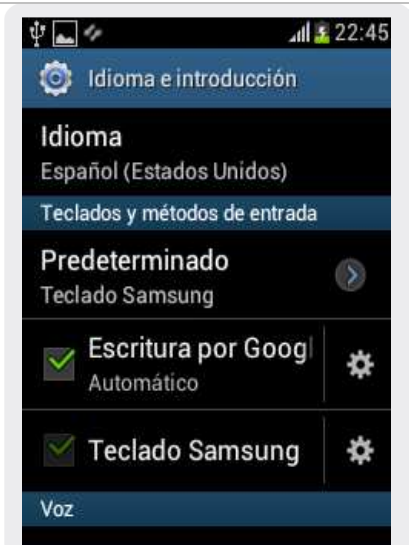 22:45
Idioma e introducción
Idioma
Español (Estados Unidos)
Teclados y métodos de entrada
Predeterminado
Teclado Samsung
Escritura por Googl
Automático
Teclado Samsung
Voz